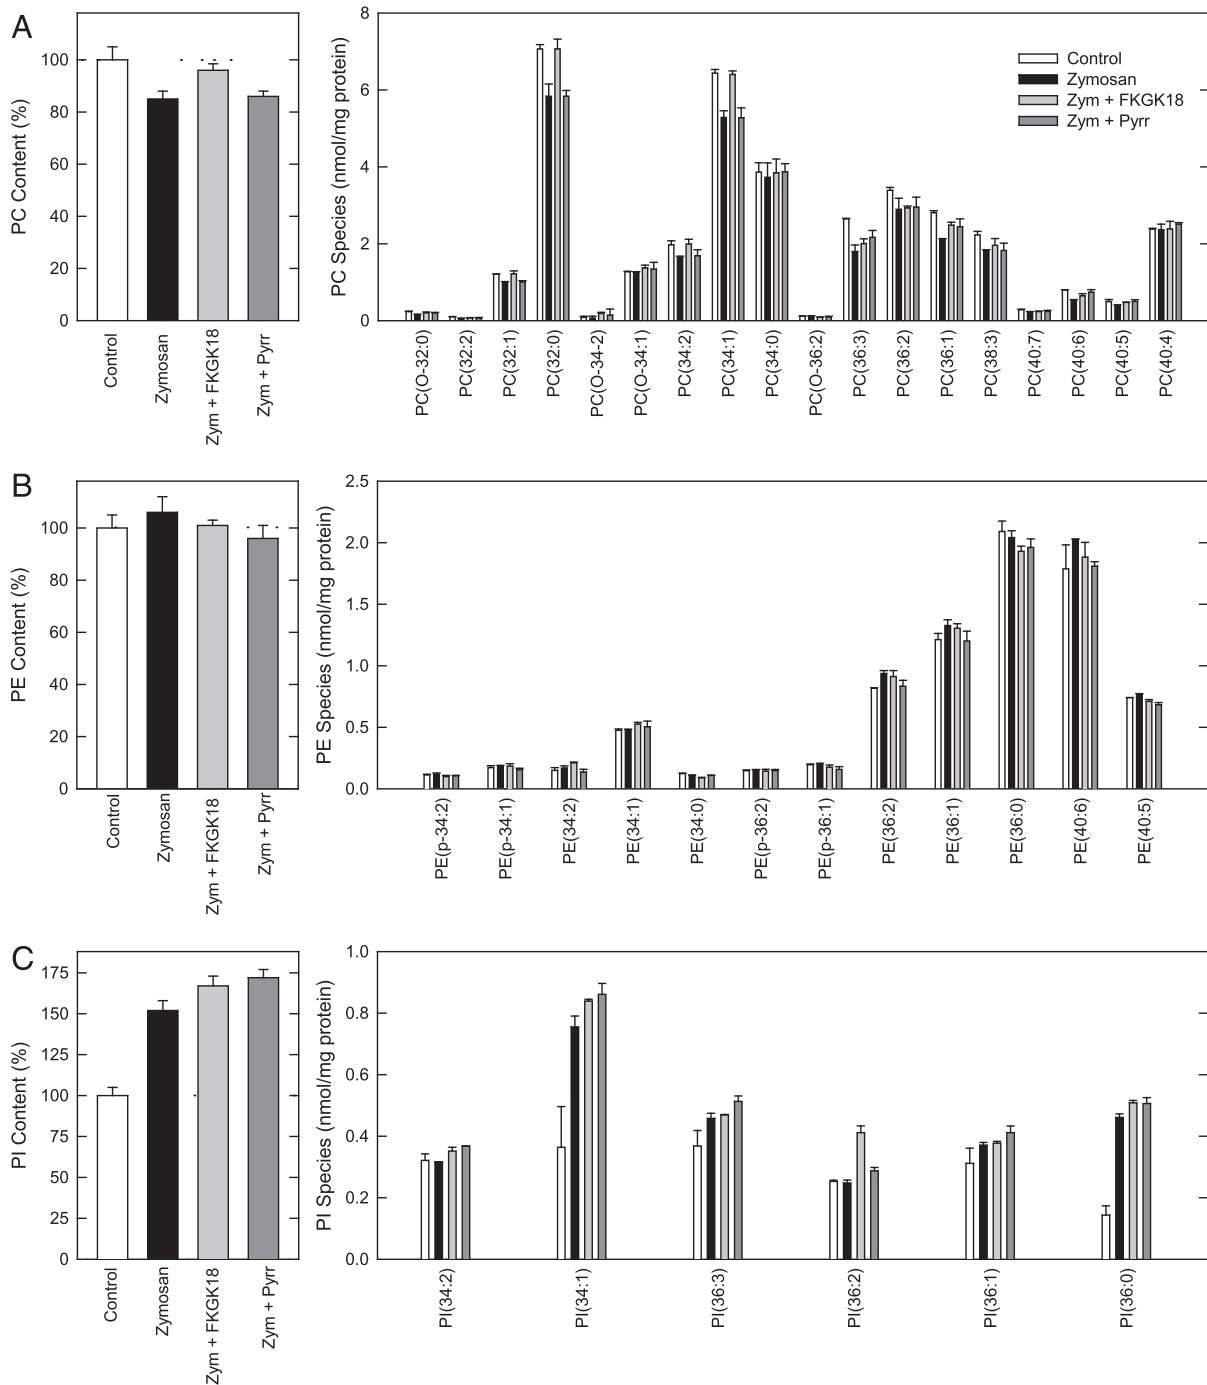 A
PC Content (%)
100
80
60
40
20
0
Control
Zymosan
Zym + FKGK18
Zym + Pyrr
PC Species (nmol/mg protein)
8
6
4
2
0
Control
Zymosan
Zym + FKGK18
Zym + Pyrr
PC(O-32:0)
PC(32:2)
PC(32:1)
PC(32:0)
PC(O-34-2)
PC(O-34:1)
PC(34:2)
PC(34:1)
PC(34:0)
PC(O-36:2)
PC(36:3)
PC(36:2)
PC(36:1)
PC(38:3)
PC(40:7)
PC(40:6)
PC(40:5)
PC(40:4)
B
PE Content (%)
100
80
60
40
20
0
Control
Zymosan
Zym + FKGK18
Zym + Pyrr
PE Species (nmol/mg protein)
2.5
2.0
1.5
1.0
0.5
0.0
PE(p-34:2)
PE(p-34:1)
PE(34:2)
PE(34:1)
PE(34:0)
PE(p-36:2)
PE(p-36:1)
PE(36:2)
PE(36:1)
PE(36:0)
PE(40:6)
PE(40:5)
C
PI Content (%)
175
150
125
100
75
50
25
0
Control
Zymosan
Zym + FKGK18
Zym + Pyrr
PI Species (nmol/mg protein)
1.0
0.8
0.6
0.4
0.2
0.0
PI(34:2)
PI(34:1)
PI(36:3)
PI(36:2)
PI(36:1)
PI(36:0)